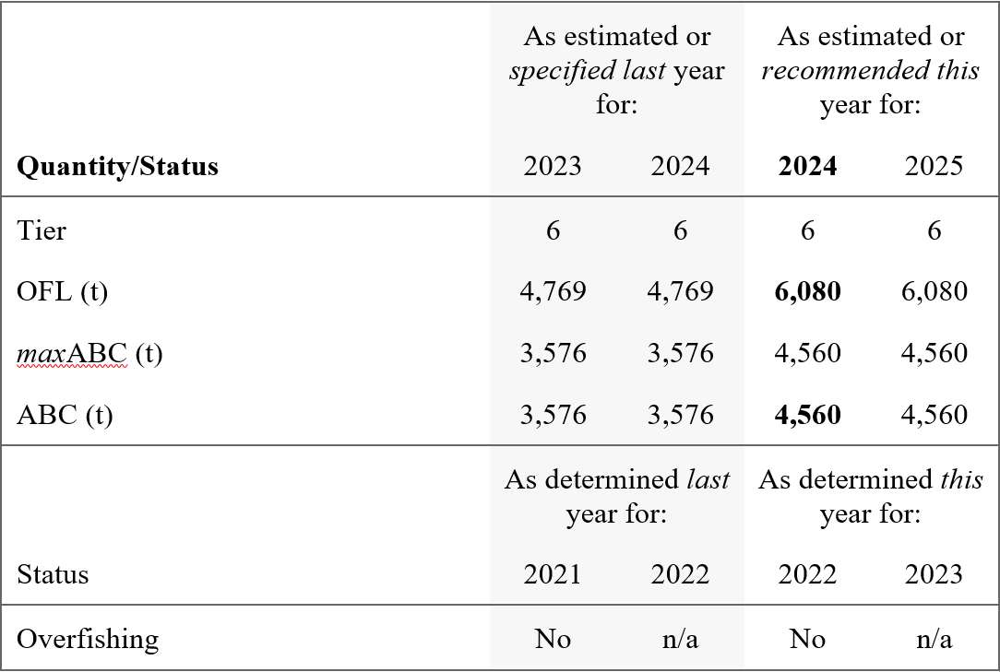 As estimated or As estimated or
specified last year recommended this
for: year for:
Quantity/Status 2023 2024 2024 2025
Tier 6 6 6 6
OFL (t) 4,769 4,769 6,080 6,080
maxABC (t) 3,576 3,576 4,560 4,560
ABC (t) 3,576 3,576 4,560 4,560
As determined last As determined this
year for: year for:
Status 2021 2022 2022 2023
Overfishing No n/a No n/a